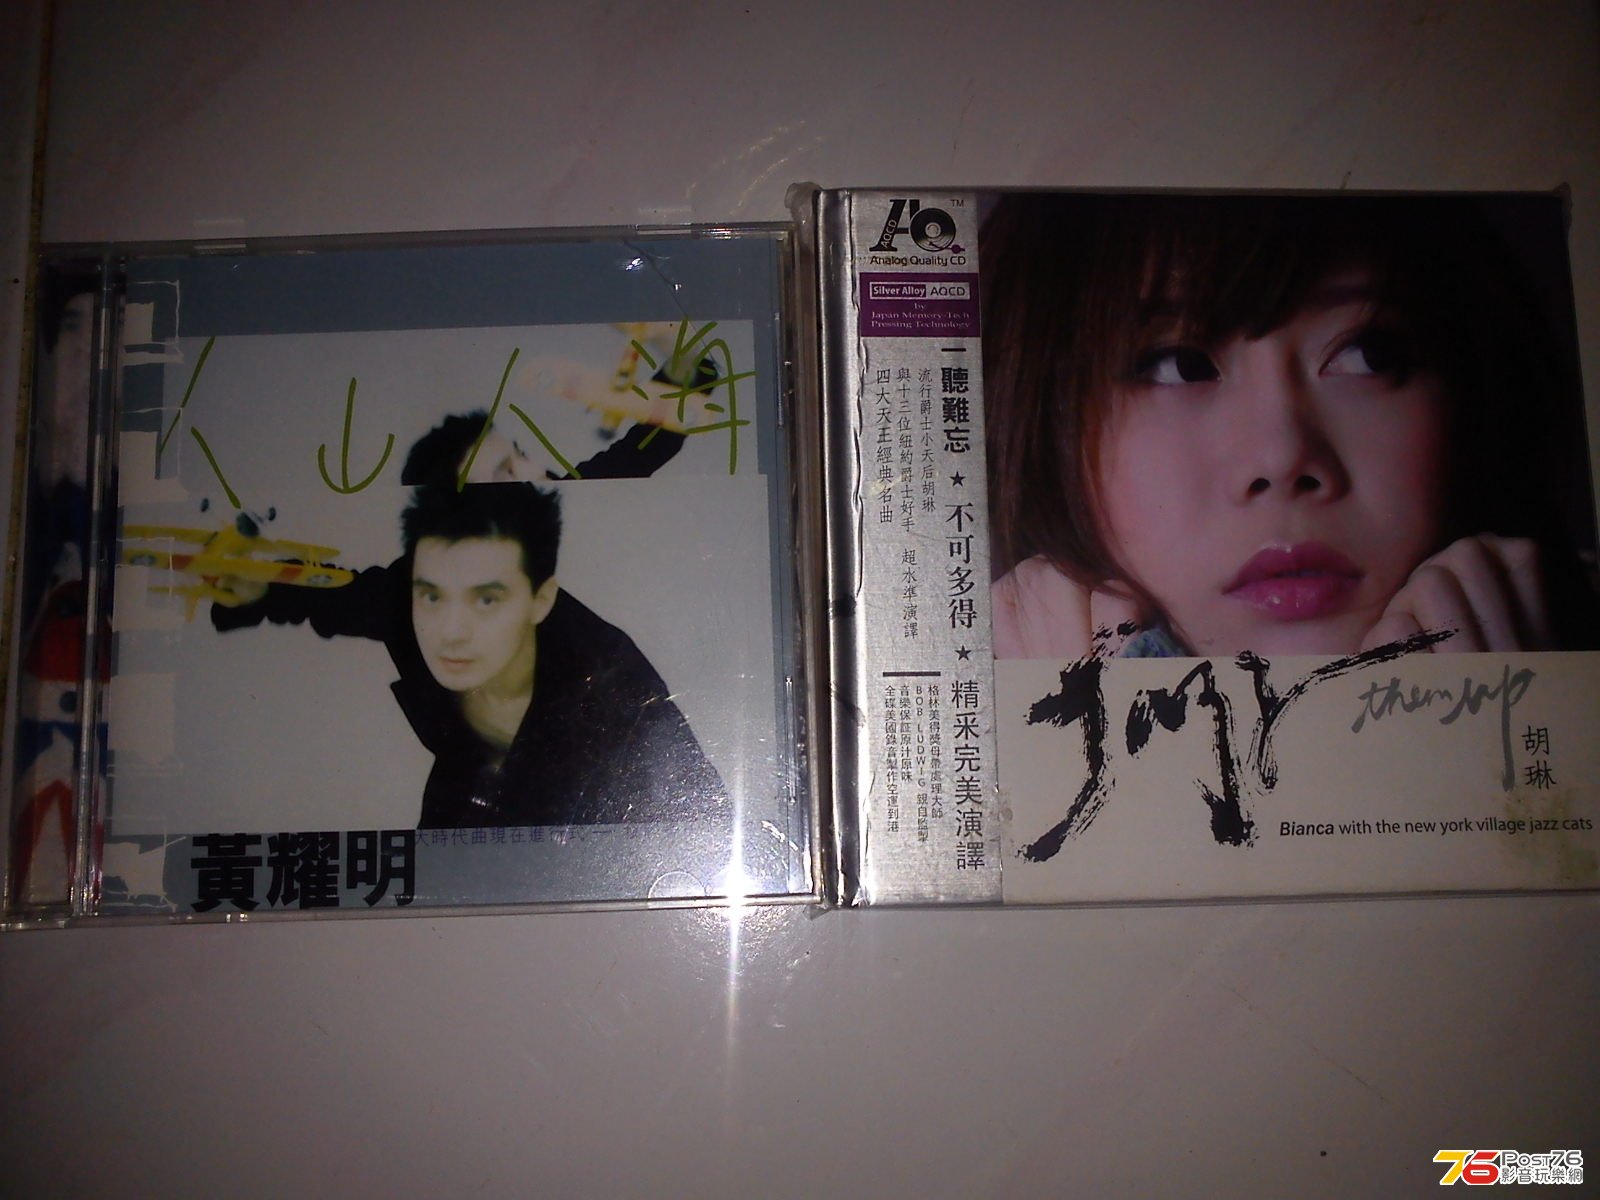 人山人海
黃耀明
大時代曲現在進行式
AQCD
AQ
TM
Analog Quality CD
Silver Alloy AQCD
by
Japan Memory-Tech
Pressing Technology
一聽難忘 ★ 不可多得 ★ 精采完美演譯
流行爵士小天后胡琳
與十三位紐約爵士好手 超水準演譯
四大天王經典名曲
格林美得獎母帶處理大師
BOB LUDWIG 親自監製
音樂保証原汁原味
全碟美國錄音製作空運到港
jazz
them up
胡琳
Bianca with the new york village jazz cats
76 Post76
影音玩樂網